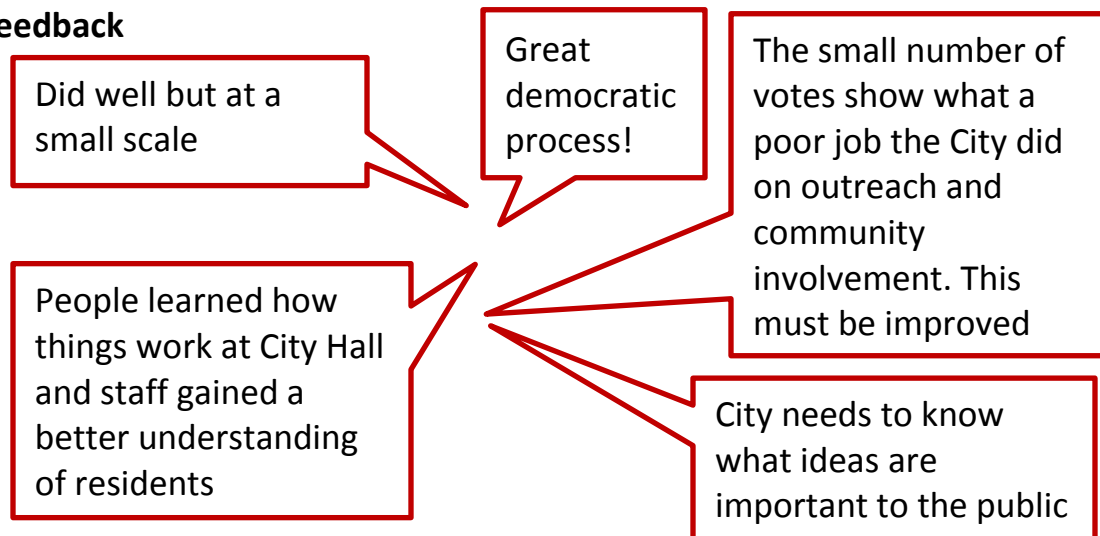 eedback
Did well but at a
small scale
Great
democratic
process!
The small number of
votes show what a
poor job the City did
on outreach and
community
involvement. This
must be improved
People learned how
things work at City Hall
and staff gained a
better understanding
of residents
City needs to know
what ideas are
important to the public